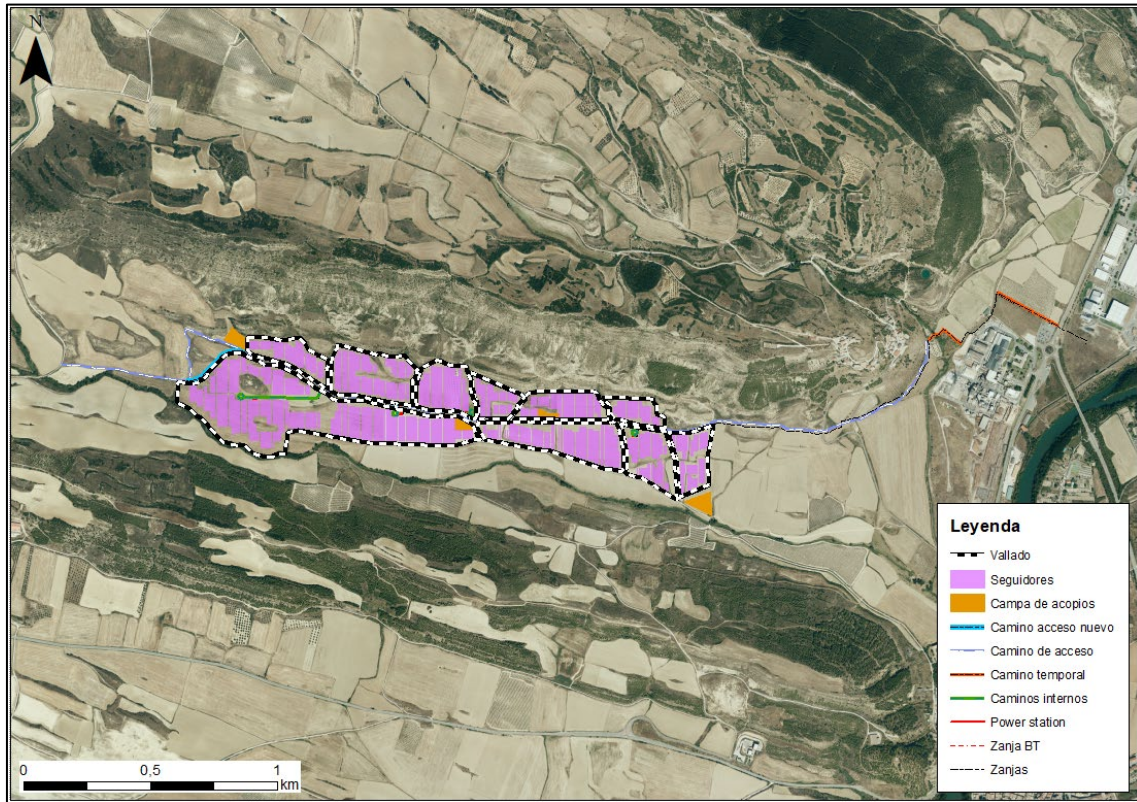 N
Leyenda
Vallado
Seguidores
Campa de acopios
Camino acceso nuevo
Camino de acceso
Camino temporal
Caminos internos
Power station
Zanja BT
Zanjas
0 0,5 1
km